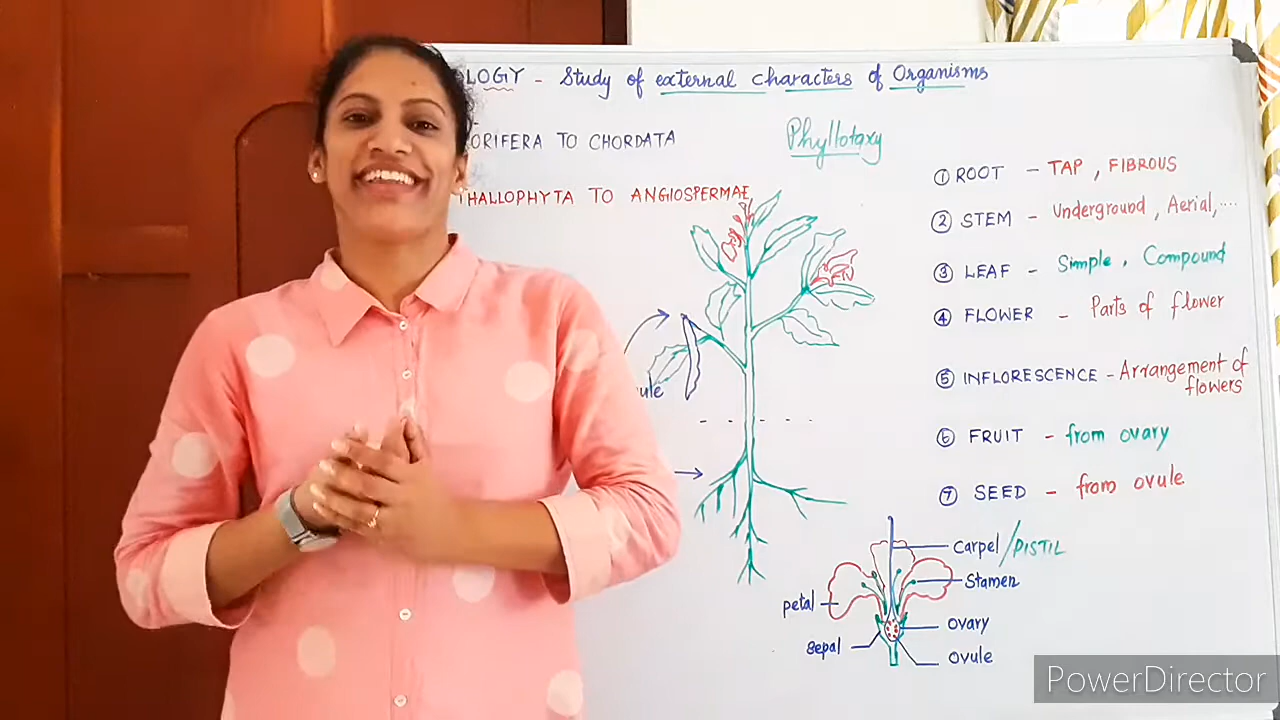 LOGY - Study of external characters of Organisms
ORIFERA TO CHORDATA
Phyllotaxy
THALLOPHYTA TO ANGIOSPERMAE
① ROOT - TAP, FIBROUS
② STEM - Underground, Aerial, ....
③ LEAF - Simple, Compound
④ FLOWER - Parts of flower
⑤ INFLORESCENCE - Arrangement of
flowers
⑥ FRUIT - from ovary
⑦ SEED - from ovule
ule
Carpel/PISTIL
Stamen
petal
ovary
sepal
ovule
PowerDirector